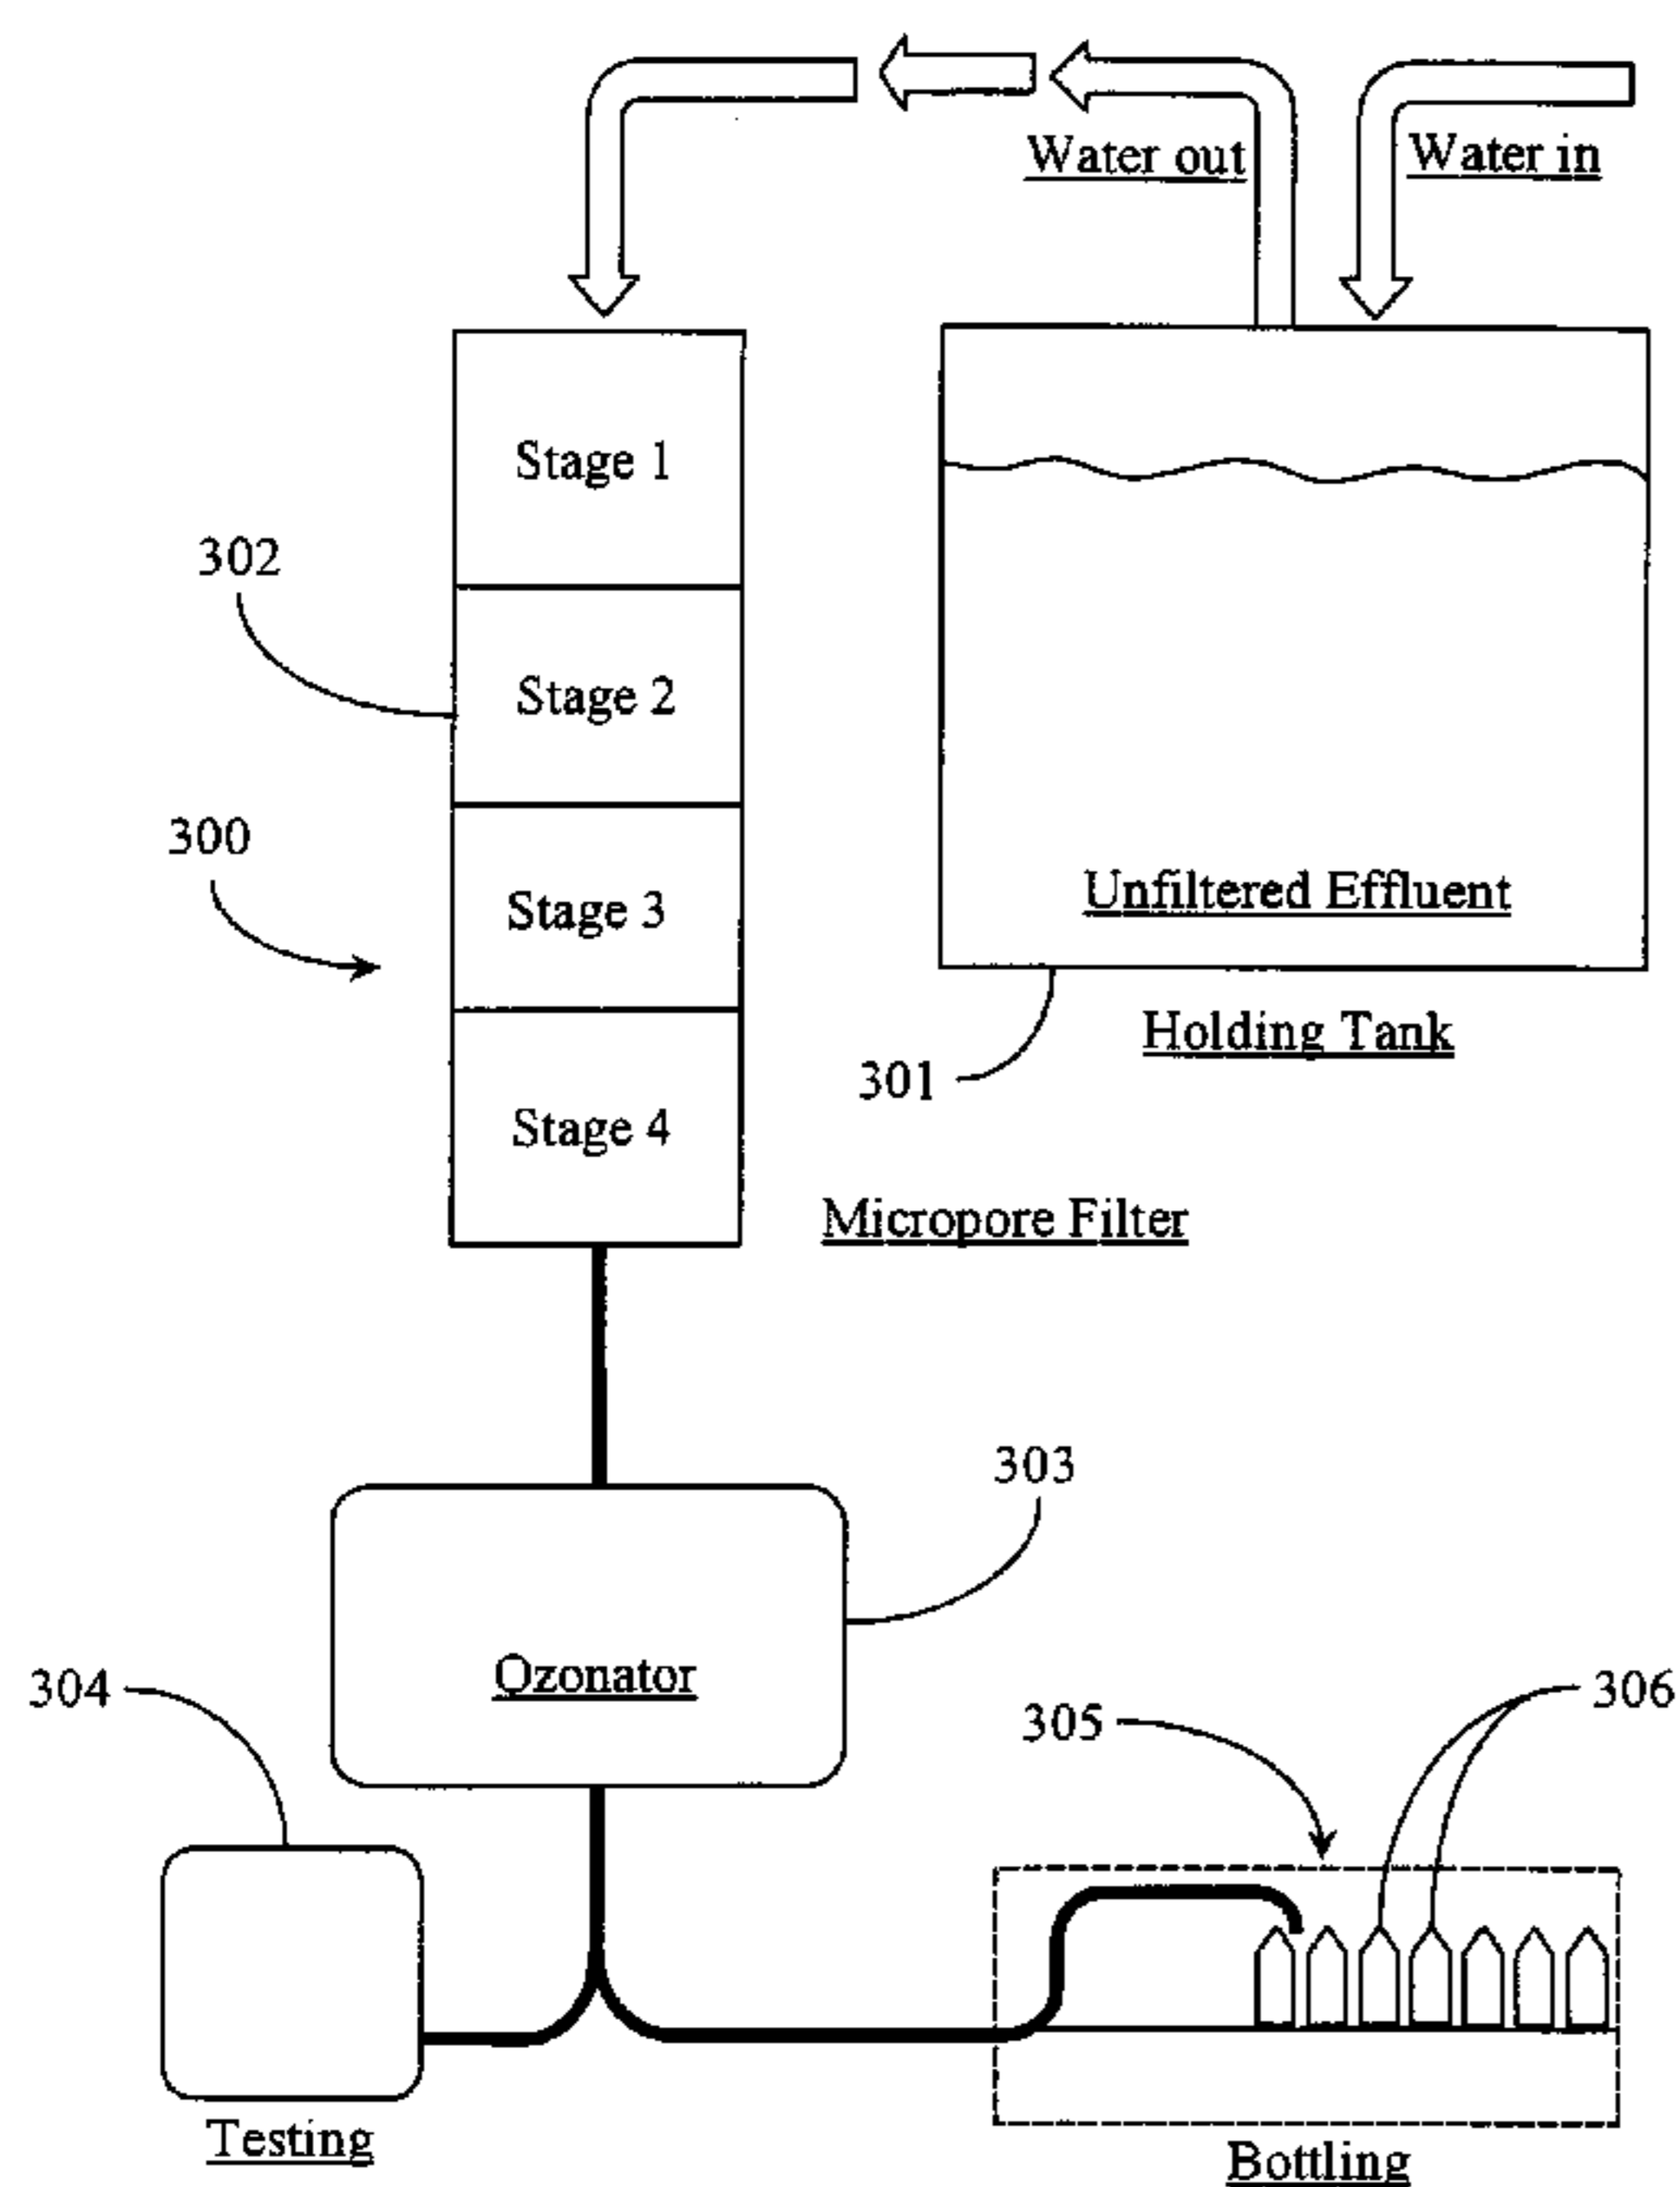 Water out
Water in
Stage 1
302
Stage 2
300
Stage 3
Unfiltered Effluent
Holding Tank
301
Stage 4
Micropore Filter
303
Ozonator
304
305
306
Testing
Bottling